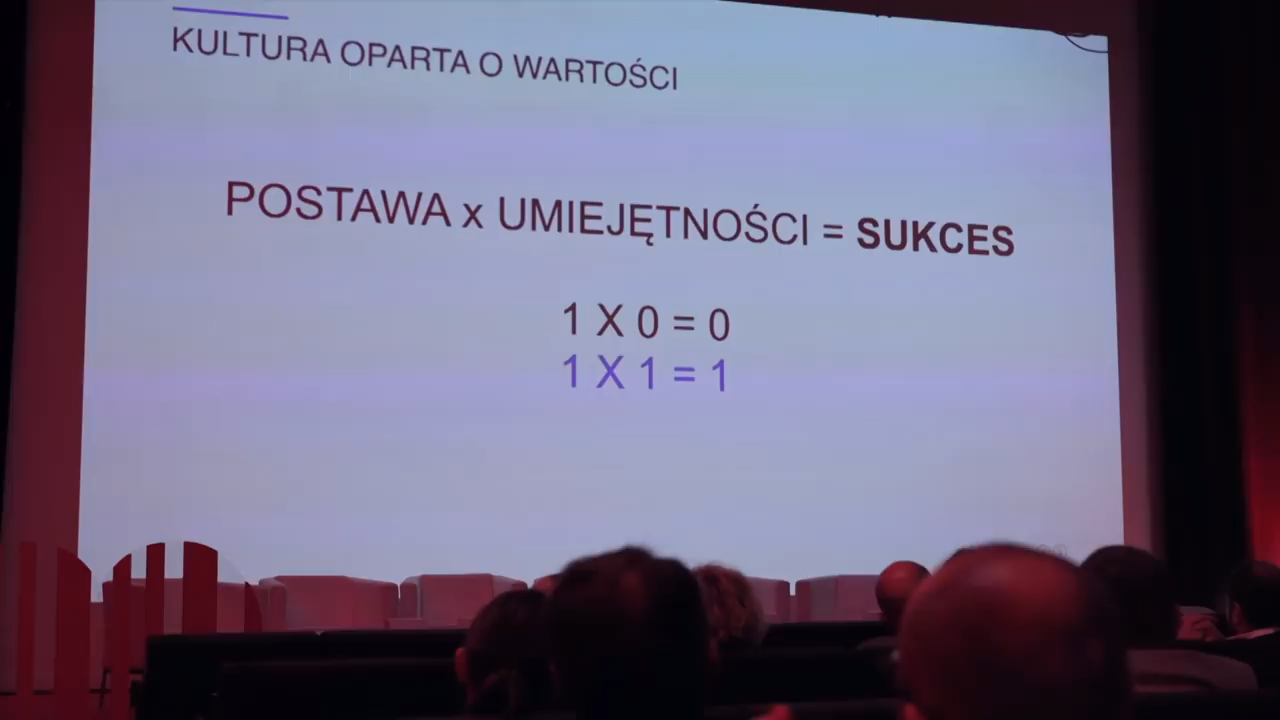 KULTURA OPARTA O WARTOŚCI
POSTAWA x UMIEJĘTNOŚCI = SUKCES
1 X 0 = 0
1 X 1 = 1